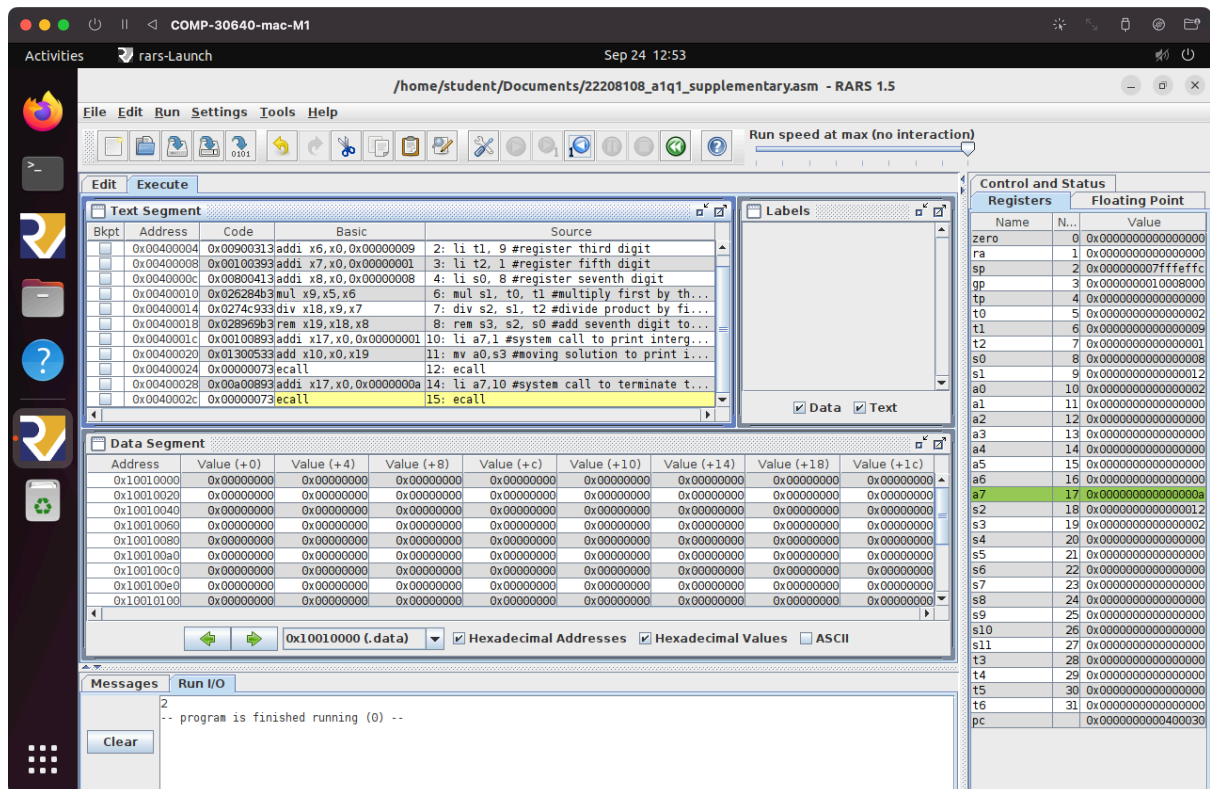 COMP-30640-mac-M1
Activities rars-Launch Sep 24 12:53
/home/student/Documents/22208108_a1q1_supplementary.asm - RARS 1.5
File Edit Run Settings Tools Help
Run speed at max (no interaction)
Edit Execute
Text Segment
Bkpt Address Code Basic Source
0x00400004 0x00900313 addi x6,x0,0x00000009 2: li t1, 9 #register third digit
0x00400008 0x00100393 addi x7,x0,0x00000001 3: li t2, 1 #register fifth digit
0x0040000c 0x00800413 addi x8,x0,0x00000008 4: li s0, 8 #register seventh digit
0x00400010 0x026284b3 mul x9,x5,x6 6: mul s1, t0, t1 #multiply first by th...
0x00400014 0x0274c933 div x18,x9,x7 7: div s2, s1, t2 #divide product by fi...
0x00400018 0x028969b3 rem x19,x18,x8 8: rem s3, s2, s0 #add seventh digit to...
0x0040001c 0x00100893 addi x17,x0,0x00000001 10: li a7,1 #system call to print interg...
0x00400020 0x01300533 add x10,x0,x19 11: mv a0,s3 #moving solution to print i...
0x00400024 0x00000073 ecall 12: ecall
0x00400028 0x00a00893 addi x17,x0,0x0000000a 14: li a7,10 #system call to terminate t...
0x0040002c 0x00000073 ecall 15: ecall
Labels
Data Text
Data Segment
Address Value (+0) Value (+4) Value (+8) Value (+c) Value (+10) Value (+14) Value (+18) Value (+1c)
0x10010000 0x00000000 0x00000000 0x00000000 0x00000000 0x00000000 0x00000000 0x00000000 0x00000000
0x10010020 0x00000000 0x00000000 0x00000000 0x00000000 0x00000000 0x00000000 0x00000000 0x00000000
0x10010040 0x00000000 0x00000000 0x00000000 0x00000000 0x00000000 0x00000000 0x00000000 0x00000000
0x10010060 0x00000000 0x00000000 0x00000000 0x00000000 0x00000000 0x00000000 0x00000000 0x00000000
0x10010080 0x00000000 0x00000000 0x00000000 0x00000000 0x00000000 0x00000000 0x00000000 0x00000000
0x100100a0 0x00000000 0x00000000 0x00000000 0x00000000 0x00000000 0x00000000 0x00000000 0x00000000
0x100100c0 0x00000000 0x00000000 0x00000000 0x00000000 0x00000000 0x00000000 0x00000000 0x00000000
0x100100e0 0x00000000 0x00000000 0x00000000 0x00000000 0x00000000 0x00000000 0x00000000 0x00000000
0x10010100 0x00000000 0x00000000 0x00000000 0x00000000 0x00000000 0x00000000 0x00000000 0x00000000
0x10010000 (.data) Hexadecimal Addresses Hexadecimal Values ASCII
Messages Run I/O
2
-- program is finished running (0) --
Clear
Control and Status
Registers Floating Point
Name N... Value
zero 0 0x0000000000000000
ra 1 0x0000000000000000
sp 2 0x000000007fffeffc
gp 3 0x0000000010008000
tp 4 0x0000000000000000
t0 5 0x0000000000000002
t1 6 0x0000000000000009
t2 7 0x0000000000000001
s0 8 0x0000000000000008
s1 9 0x0000000000000012
a0 10 0x0000000000000002
a1 11 0x0000000000000000
a2 12 0x0000000000000000
a3 13 0x0000000000000000
a4 14 0x0000000000000000
a5 15 0x0000000000000000
a6 16 0x0000000000000000
a7 17 0x000000000000000a
s2 18 0x0000000000000012
s3 19 0x0000000000000002
s4 20 0x0000000000000000
s5 21 0x0000000000000000
s6 22 0x0000000000000000
s7 23 0x0000000000000000
s8 24 0x0000000000000000
s9 25 0x0000000000000000
s10 26 0x0000000000000000
s11 27 0x0000000000000000
t3 28 0x0000000000000000
t4 29 0x0000000000000000
t5 30 0x0000000000000000
t6 31 0x0000000000000000
pc 0x0000000000400030